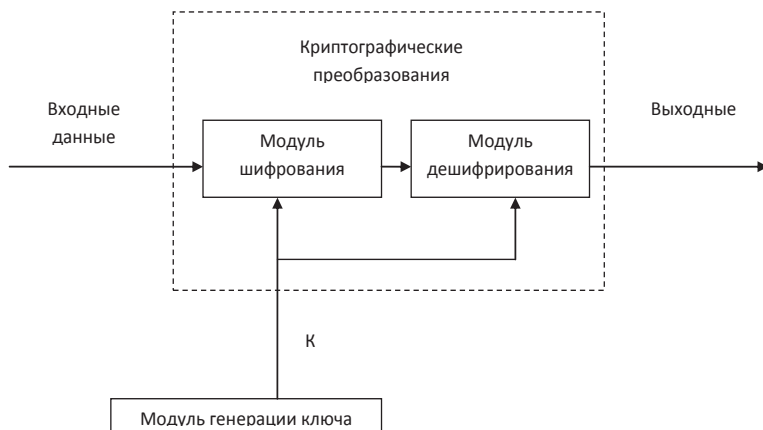 Криптографические
преобразования
Входные
данные
Выходные
Модуль
шифрования
Модуль
дешифрирования
К
Модуль генерации ключа